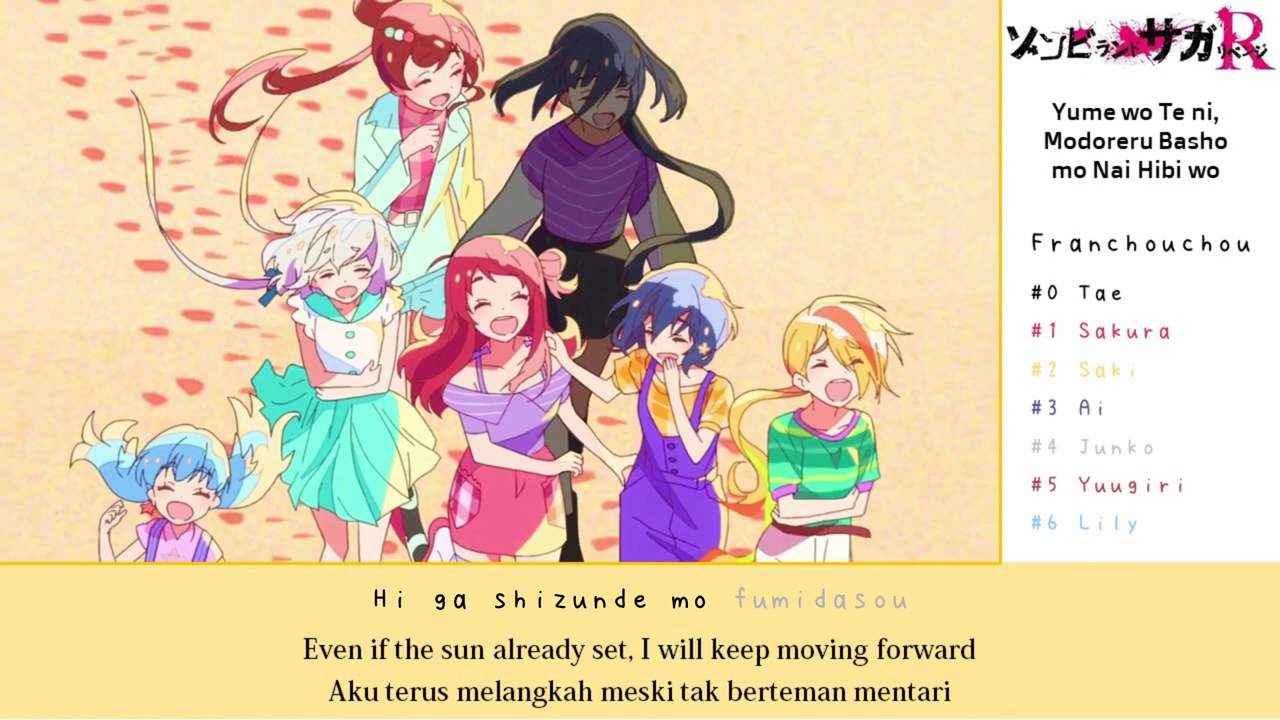 ゾンビランドサガR
リベンジ
Yume wo Te ni,
Modoreru Basho
mo Nai Hibi wo
Franchouchou
#0 Tae
#1 Sakura
#2 Saki
#3 Ai
#4 Junko
#5 Yuugiri
#6 Lily
Hi ga shizunde mo fumidasou
Even if the sun already set, I will keep moving forward
Aku terus melangkah meski tak berteman mentari